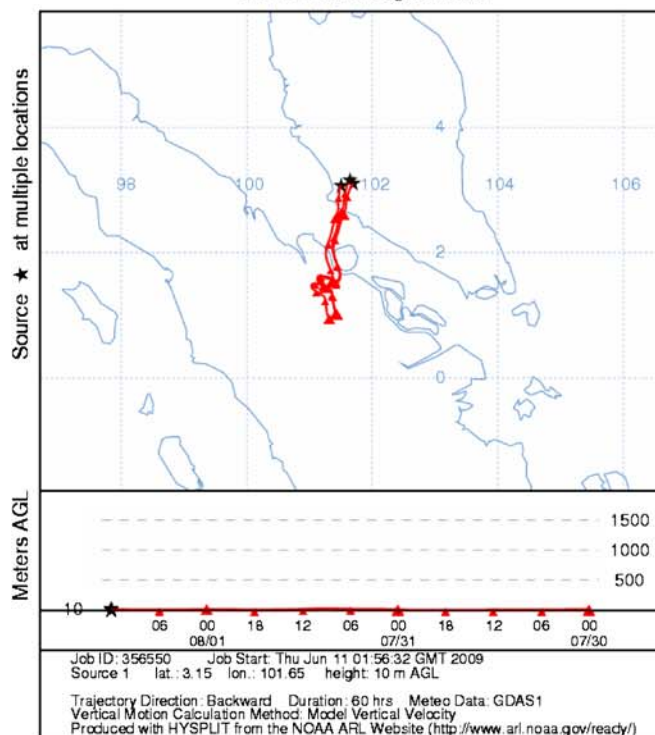 Source ★ at multiple locations
4
98 100 102 104 106
2
0
Meters AGL
1500
1000
500
10
06 00 18 12 06 00 18 12 06 00
08/01 07/31 07/30
Job ID: 356550 Job Start: Thu Jun 11 01:56:32 GMT 2009
Source 1 lat.: 3.15 lon.: 101.65 height: 10 m AGL
Trajectory Direction: Backward Duration: 60 hrs Meteo Data: GDAS1
Vertical Motion Calculation Method: Model Vertical Velocity
Produced with HYSPLIT from the NOAA ARL Website (http://www.arl.noaa.gov/ready/)